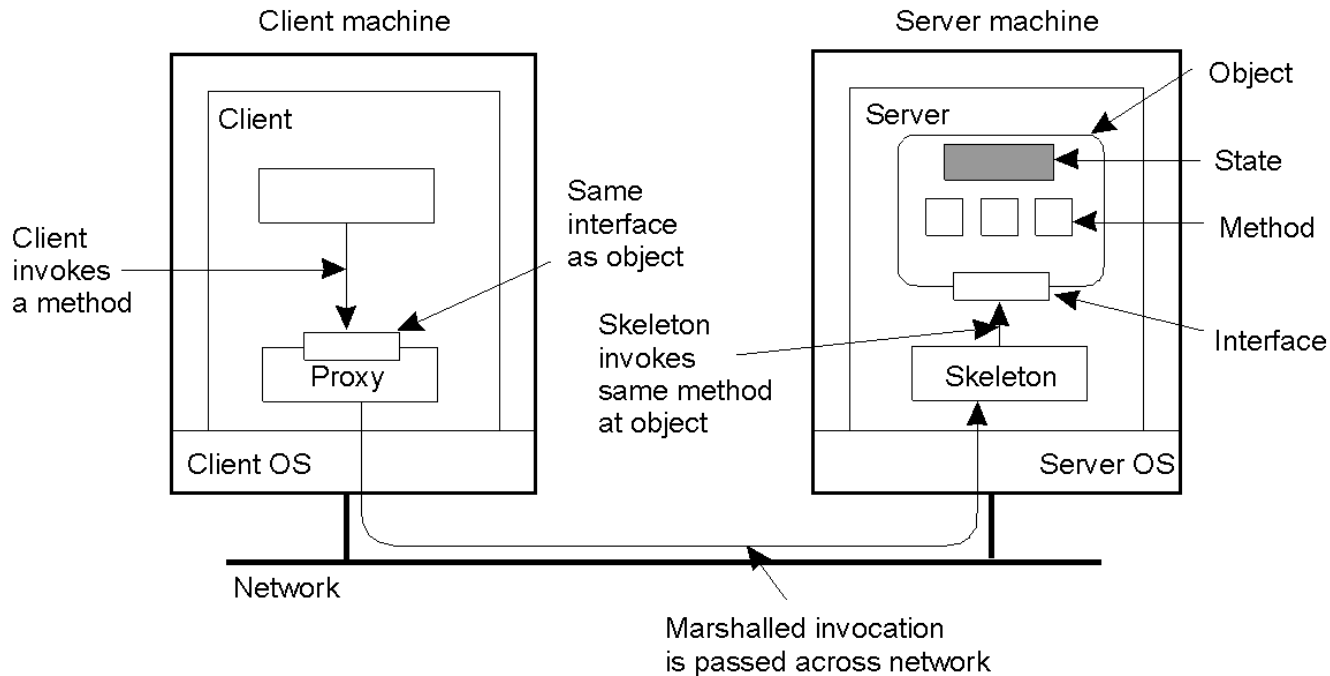 Client machine
Server machine
Object
Client
Server
State
Same
interface
as object
Method
Client
invokes
a method
Skeleton
invokes
same method
at object
Interface
Proxy
Skeleton
Client OS
Server OS
Network
Marshalled invocation
is passed across network